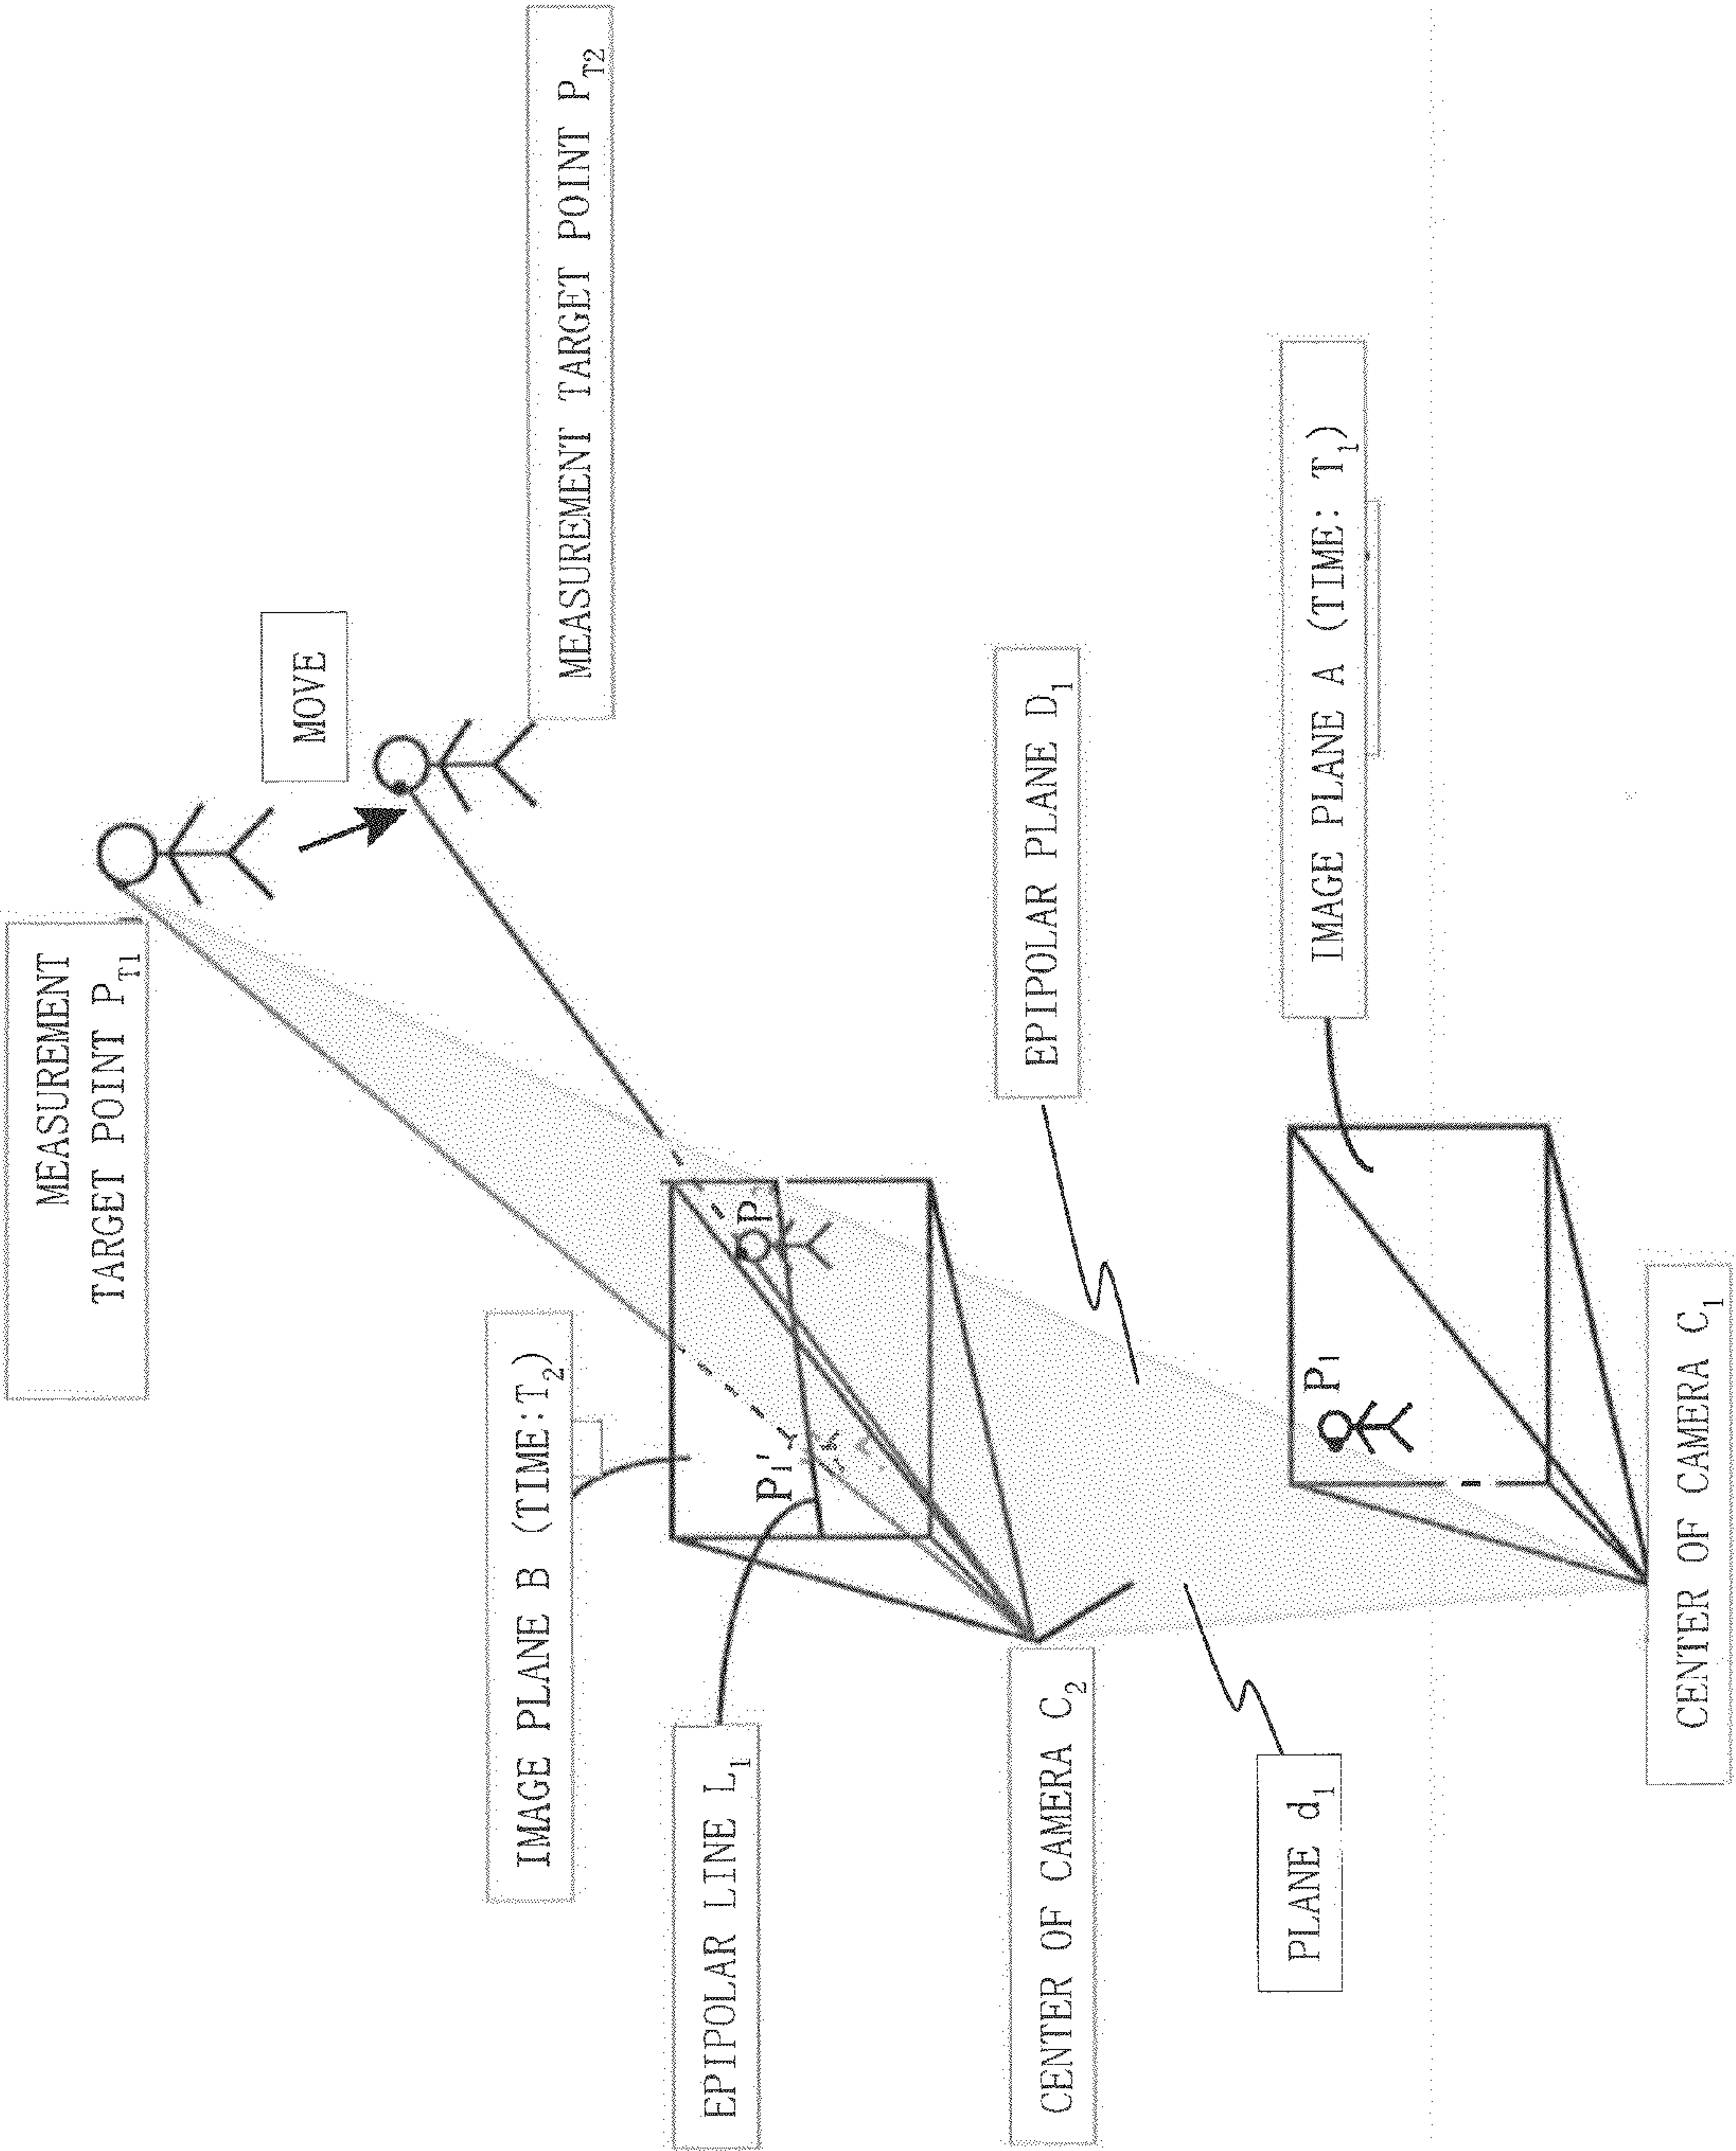 MEASUREMENT
TARGET POINT P_T1
MOVE
MEASUREMENT TARGET POINT P_T2
IMAGE PLANE B (TIME:T_2)
EPIPOLAR LINE L_1
P_1'
P
EPIPOLAR PLANE D_1
CENTER OF CAMERA C_2
PLANE d_1
IMAGE PLANE A (TIME: T_1)
P_1
CENTER OF CAMERA C_1